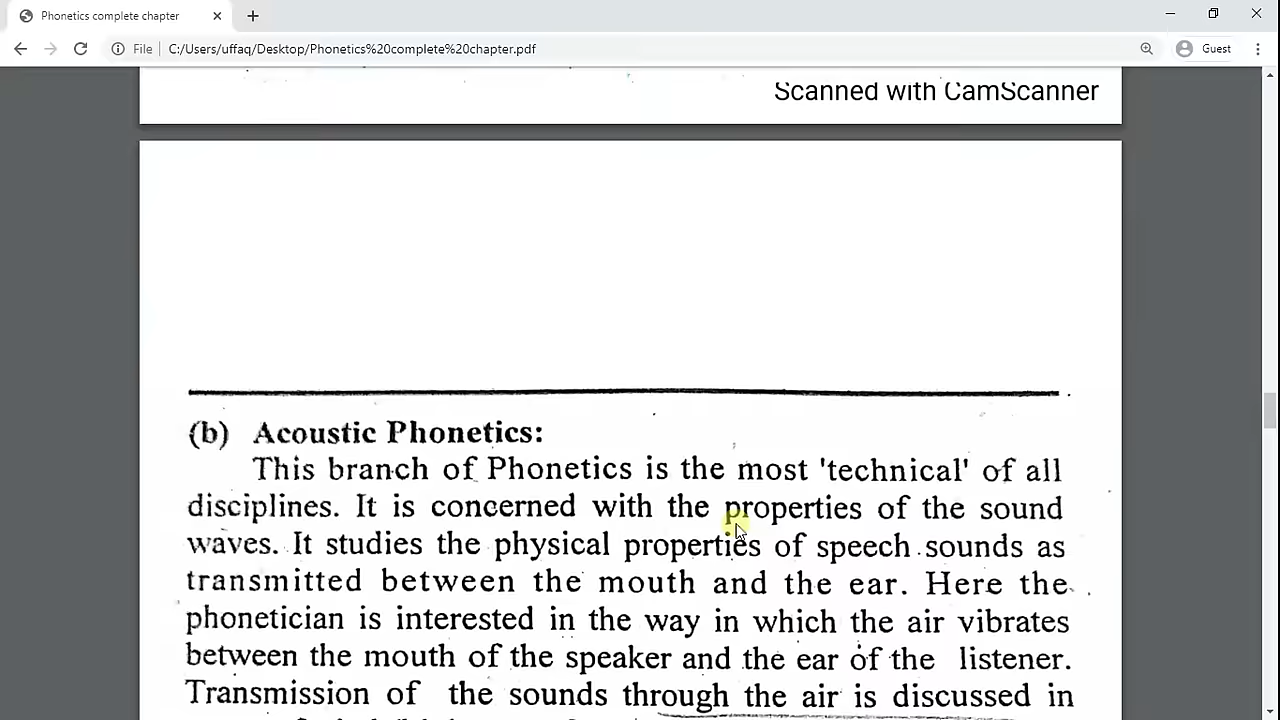 Phonetics complete chapter
File
C:/Users/uffaq/Desktop/Phonetics%20complete%20chapter.pdf
Guest
Scanned with CamScanner
(b) Acoustic Phonetics:
This branch of Phonetics is the most 'technical' of all
disciplines. It is concerned with the properties of the sound
waves. It studies the physical properties of speech sounds as
transmitted between the mouth and the ear. Here the
phonetician is interested in the way in which the air vibrates
between the mouth of the speaker and the ear of the listener.
Transmission of the sounds through the air is discussed in